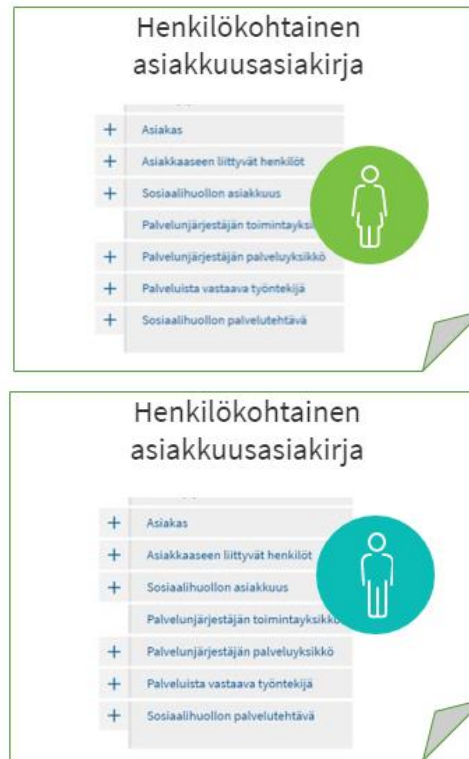 Henkilökohtainen
asiakkuusasiakirja
Asiakas
Asiakkaaseen liittyvät henkilöt
Sosiaalihuollon asiakkuus
Palvelunjärjestäjän
Palvelunjärjestäjän palveluyksikkö
Palveluista vastaava työntekijä
Sosiaalihuollon palvelutehtävä
Henkilökohtainen
asiakkuusasiakirja
Asiakas
Asiakkaaseen liittyvät henkilöt
Sosiaalihuollon asiakkuus
Palvelunjärjestäjän toimintayksikkö
Palvelunjärjestäjän palveluyksikkö
Palveluista vastaava työntekijä
Sosiaalihuollon palvelutehtävä